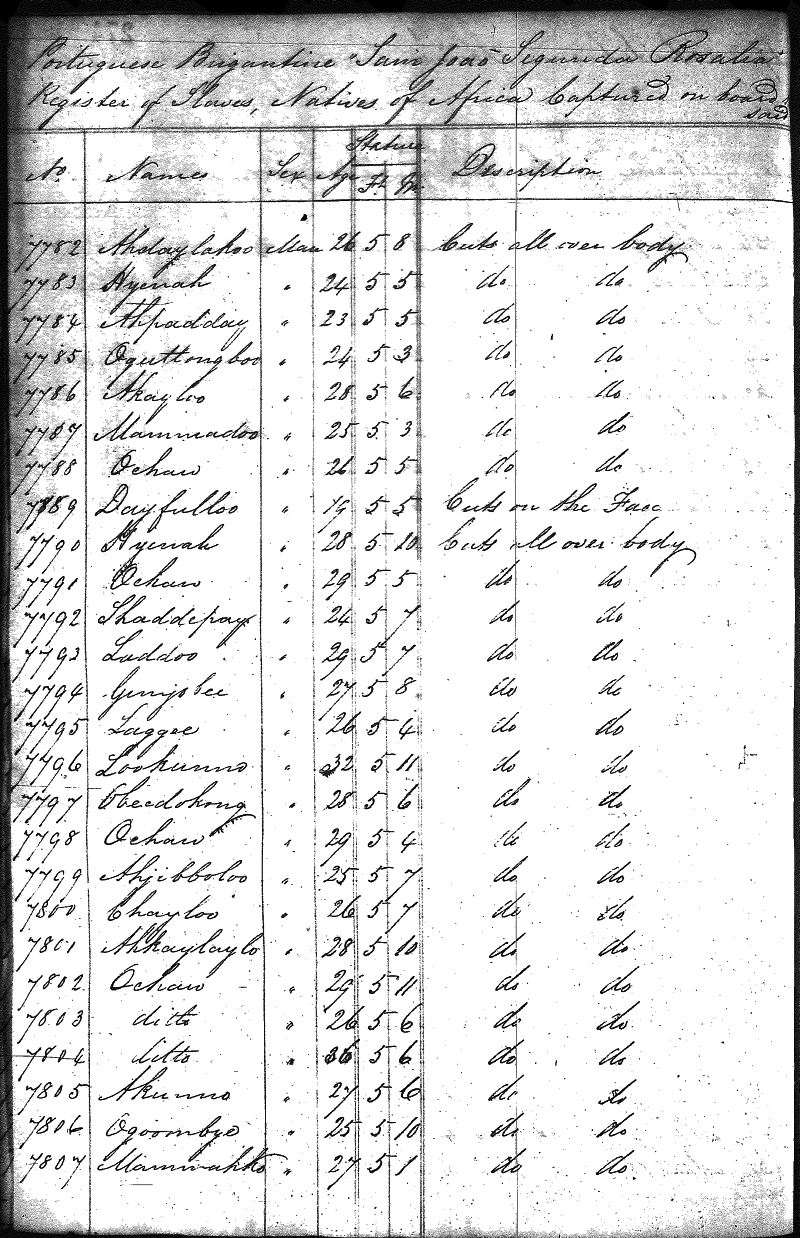 Portuguese Brigantine "San João Segunda Rosalia"
Register of Slaves, Natives of Africa Captured on board said
Stature
No. Names Sex Age Ft In. Description
7782 Ahdaylahoo Man 26 5 8 Cuts all over body
7783 Hyenah " 24 5 5 do do
7784 Ahpadday " 23 5 5 do do
7785 Oguttongboo " 24 5 3 do do
7786 Akayloo " 28 5 6 do do
7787 Mammadoo " 25 5 3 do do
7788 Ochaw " 26 5 5 do do
7789 Dayfulloo " 19 5 5 Cuts on the Face
7790 Hyenah " 28 5 10 Cuts all over body
7791 Ochaw " 29 5 5 do do
7792 Shaddepay " 24 5 7 do do
7793 Laddoo " 29 5 7 do do
7794 " 27 5 8 do do
7795 Laggee " 26 5 4 do do
7796 Lookunno " 32 5 11 do do
7797 Obeedohong " 28 5 6 do do
7798 Ochaw " 29 5 4 do do
7799 Ahjibboloo " 25 5 7 do do
7800 Chayloo " 26 5 7 do do
7801 Ahkaylaylo " 28 5 10 do do
7802 Ochaw " 29 5 11 do do
7803 ditto " 26 5 6 do do
7804 ditto " 36 5 6 do do
7805 Akunno " 27 5 6 do do
7806 Ogoombye " 25 5 10 do do
7807 Mammahko " 27 5 1 do do